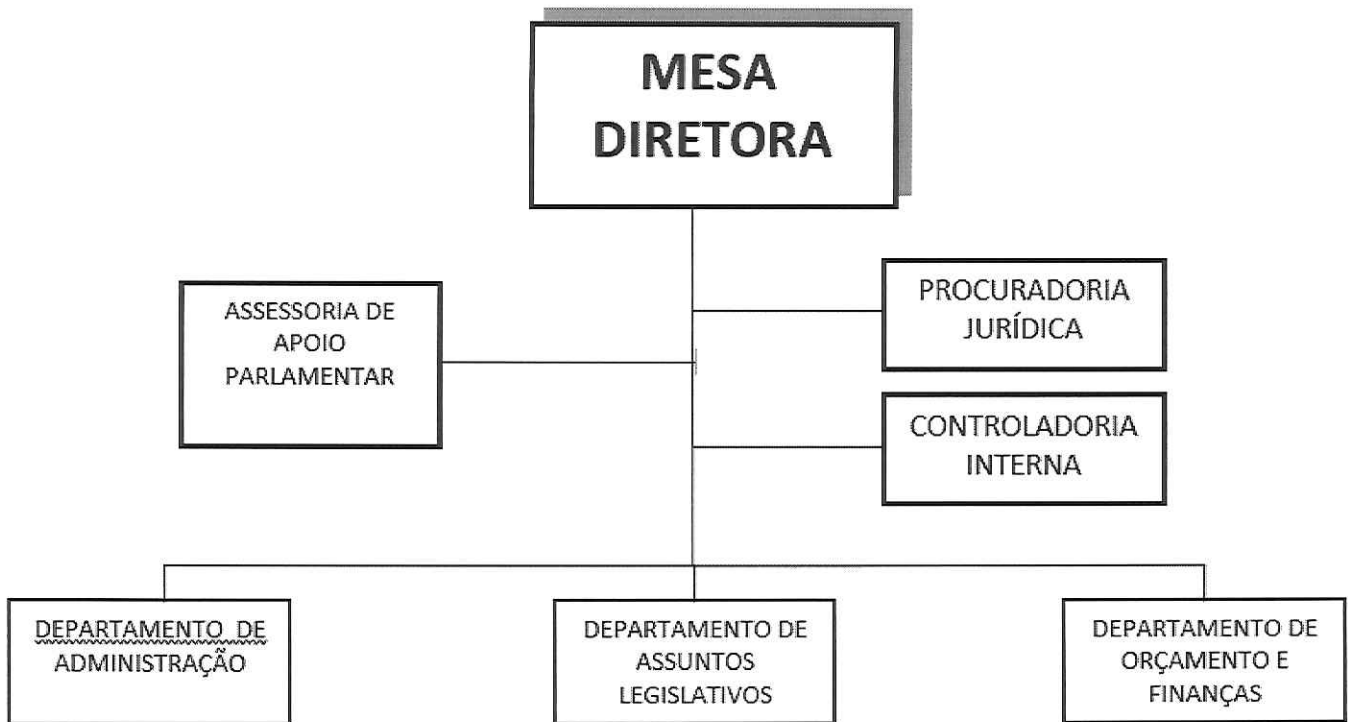 MESA
DIRETORA
ASSESSORIA DE
APOIO
PARLAMENTAR
PROCURADORIA
JURÍDICA
CONTROLADORIA
INTERNA
DEPARTAMENTO DE
ADMINISTRAÇÃO
DEPARTAMENTO DE
ASSUNTOS
LEGISLATIVOS
DEPARTAMENTO DE
ORÇAMENTO E
FINANÇAS